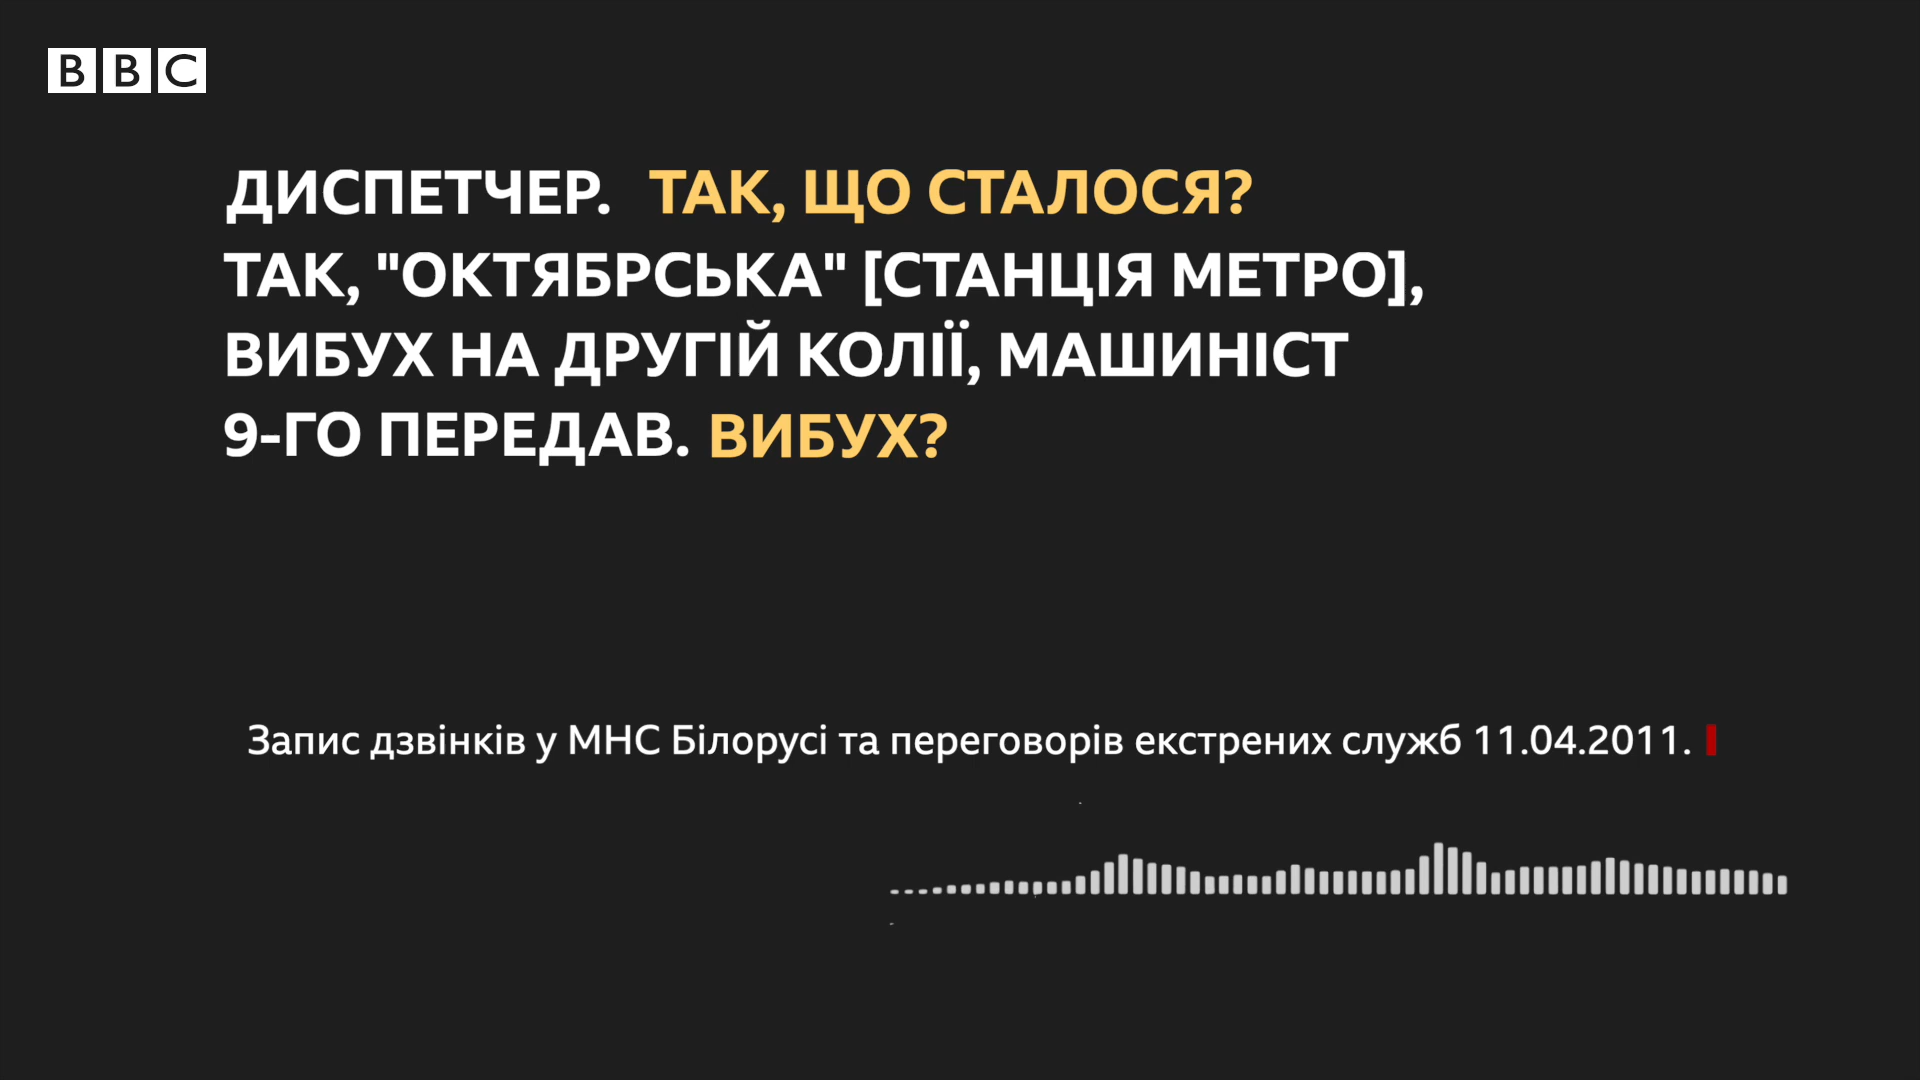 BBC
ДИСПЕТЧЕР. ТАК, ЩО СТАЛОСЯ?
ТАК, "ОКТЯБРСЬКА" [СТАНЦІЯ МЕТРО],
ВИБУХ НА ДРУГІЙ КОЛІЇ, МАШИНІСТ
9-ГО ПЕРЕДАВ. ВИБУХ?
Запис дзвінків у МНС Білорусі та переговорів екстрених служб 11.04.2011.